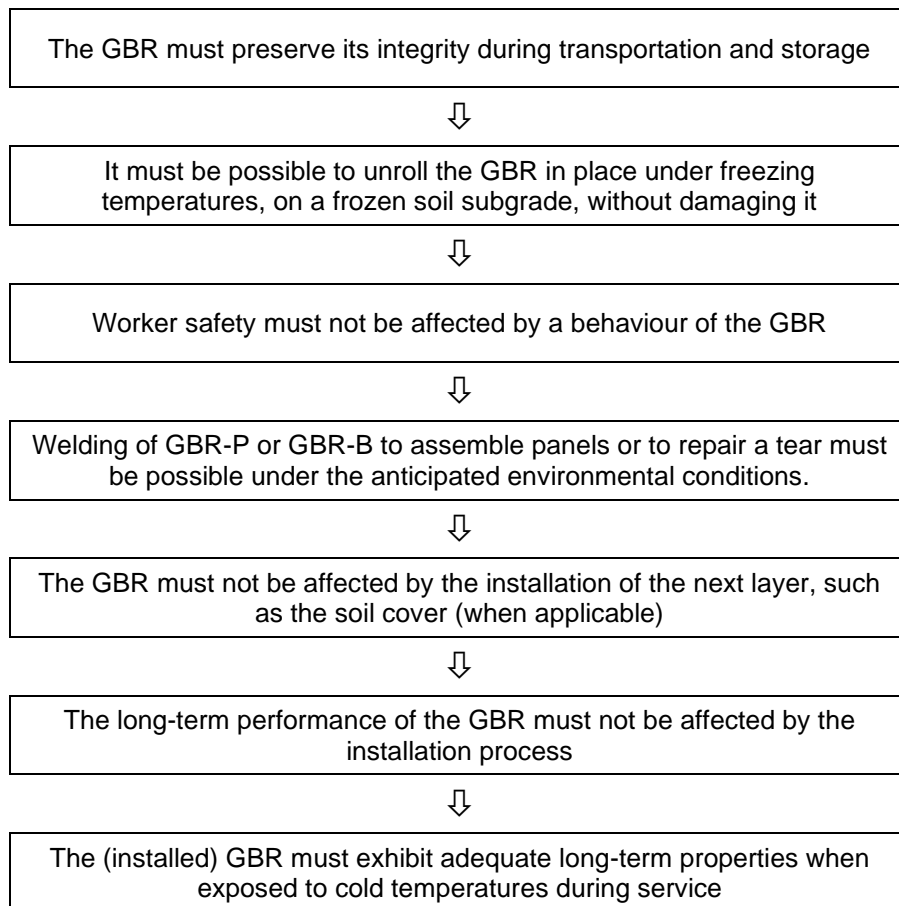 The GBR must preserve its integrity during transportation and storage
⇩
It must be possible to unroll the GBR in place under freezing
temperatures, on a frozen soil subgrade, without damaging it
⇩
Worker safety must not be affected by a behaviour of the GBR
⇩
Welding of GBR-P or GBR-B to assemble panels or to repair a tear must
be possible under the anticipated environmental conditions.
⇩
The GBR must not be affected by the installation of the next layer, such
as the soil cover (when applicable)
⇩
The long-term performance of the GBR must not be affected by the
installation process
⇩
The (installed) GBR must exhibit adequate long-term properties when
exposed to cold temperatures during service